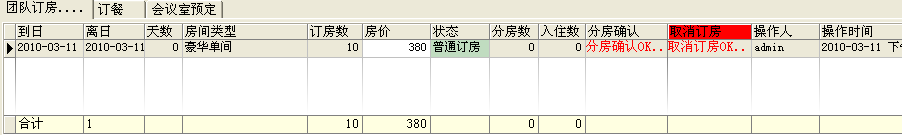 团队订房.... 订餐 会议室预定
到日 离日 天数 房间类型 订房数 房价 状态 分房数 入住数 分房确认 取消订房 操作人 操作时间
2010-03-11 2010-03-11 0 豪华单间 10 380 普通订房 0 0 分房确认OK.. 取消订房OK.. admin 2010-03-11 下午
合计 1 10 380 0 0